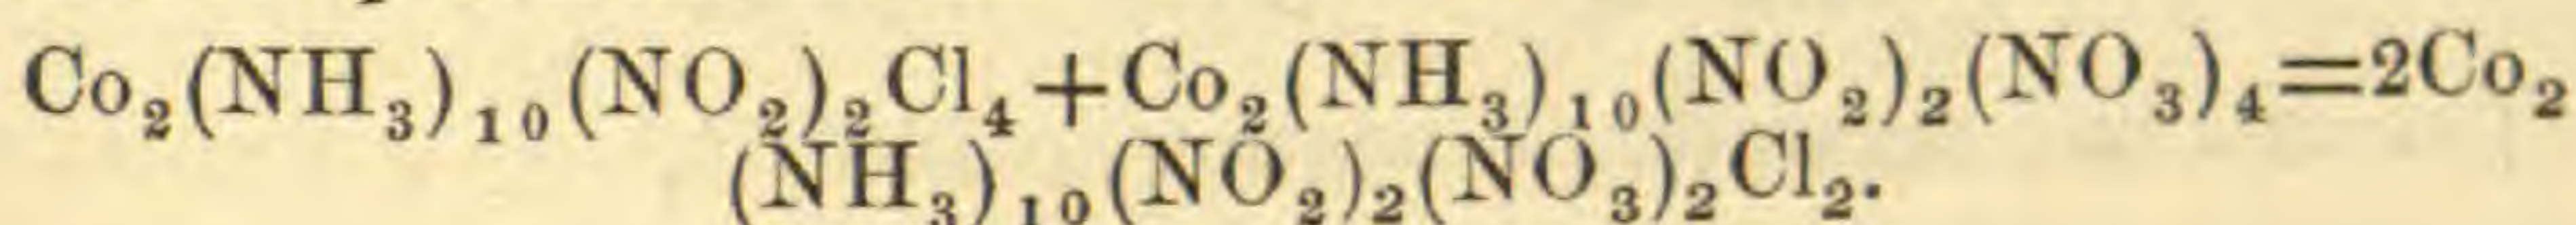 Co₂(NH₃)₁₀(NO₂)₂Cl₄+Co₂(NH₃)₁₀(NO₂)₂(NO₃)₄=2Co₂
(NH₃)₁₀(NO₂)₂(NO₃)₂Cl₂.